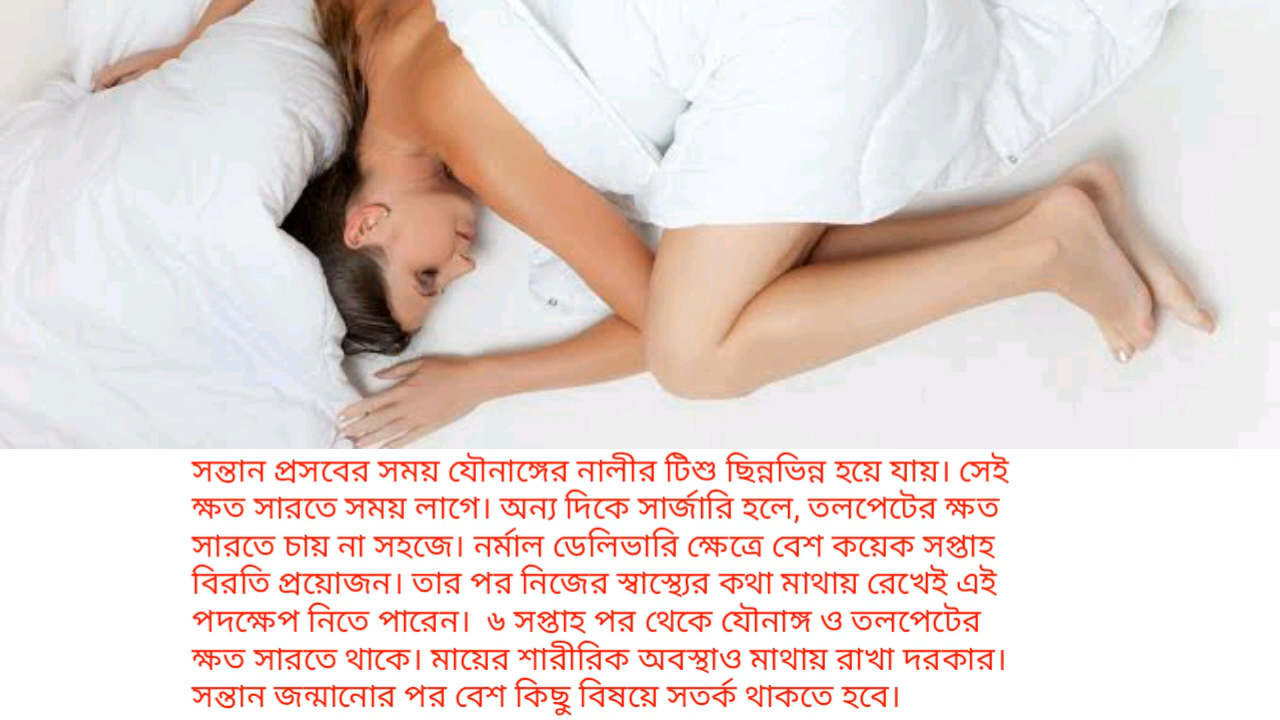 সন্তান প্রসবের সময় যৌনাঙ্গের নালীর টিশু ছিন্নভিন্ন হয়ে যায়। সেই
ক্ষত সারতে সময় লাগে। অন্য দিকে সার্জারি হলে, তলপেটের ক্ষত
সারতে চায় না সহজে। নর্মাল ডেলিভারি ক্ষেত্রে বেশ কয়েক সপ্তাহ
বিরতি প্রয়োজন। তার পর নিজের স্বাস্থ্যের কথা মাথায় রেখেই এই
পদক্ষেপ নিতে পারেন। ৬ সপ্তাহ পর থেকে যৌনাঙ্গ ও তলপেটের
ক্ষত সারতে থাকে। মায়ের শারীরিক অবস্থাও মাথায় রাখা দরকার।
সন্তান জন্মানোর পর বেশ কিছু বিষয়ে সতর্ক থাকতে হবে।